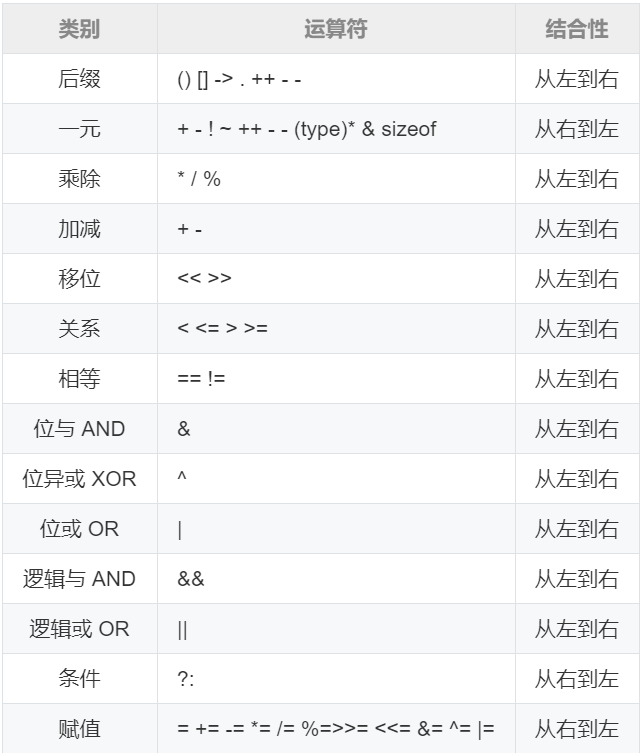 类别 运算符 结合性
后缀 () [] -> . ++ - - 从左到右
一元 + - ! ~ ++ - - (type)* & sizeof 从右到左
乘除 * / % 从左到右
加减 + - 从左到右
移位 << >> 从左到右
关系 < <= > >= 从左到右
相等 == != 从左到右
位与 AND & 从左到右
位异或 XOR ^ 从左到右
位或 OR | 从左到右
逻辑与 AND && 从左到右
逻辑或 OR || 从左到右
条件 ?: 从右到左
赋值 = += -= *= /= %=>>= <<= &= ^= |= 从右到左